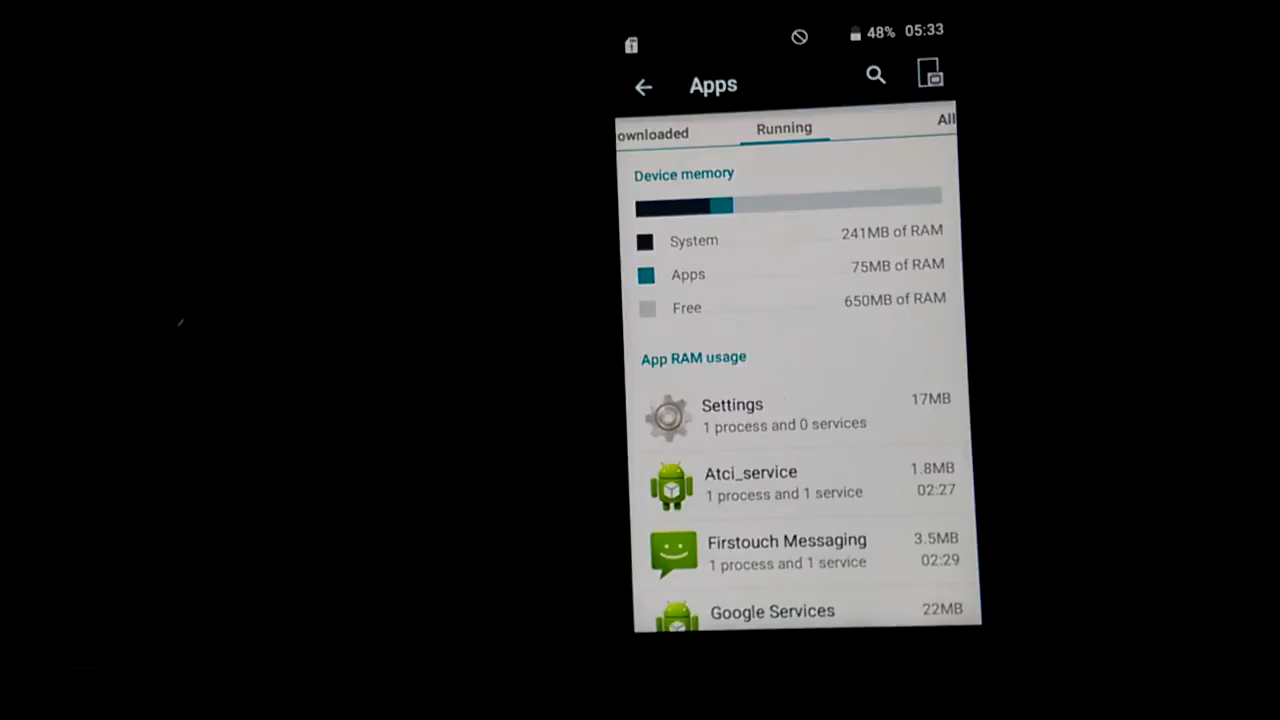 48% 05:33
Apps
ownloaded Running All
Device memory
System 241MB of RAM
Apps 75MB of RAM
Free 650MB of RAM
App RAM usage
Settings 17MB
1 process and 0 services
Atci_service 1.8MB
1 process and 1 service 02:27
Firstouch Messaging 3.5MB
1 process and 1 service 02:29
Google Services 22MB